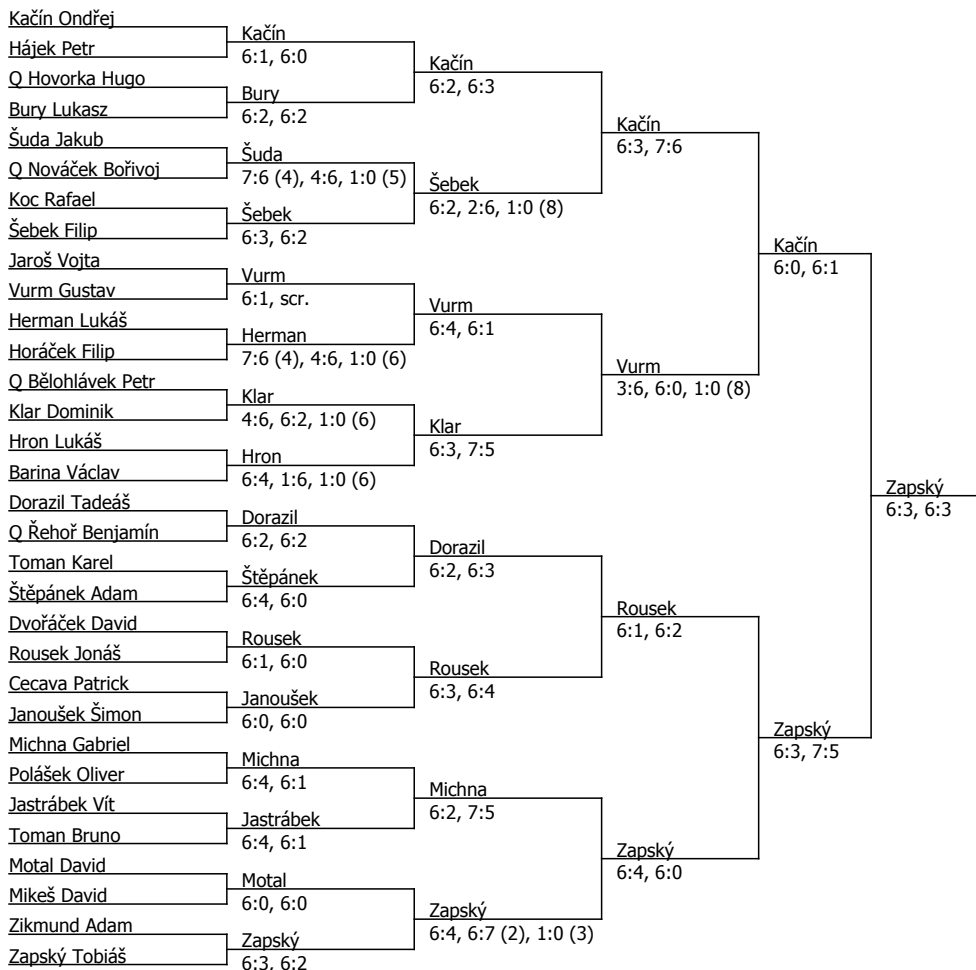 Kačín Ondřej
Hájek Petr
Q Hovorka Hugo
Bury Lukasz
Šuda Jakub
Q Nováček Bořivoj
Koc Rafael
Šebek Filip
Jaroš Vojta
Vurm Gustav
Herman Lukáš
Horáček Filip
Q Bělohlávek Petr
Klar Dominik
Hron Lukáš
Barina Václav
Dorazil Tadeáš
Q Řehoř Benjamín
Toman Karel
Štěpánek Adam
Dvořáček David
Rousek Jonáš
Cecava Patrick
Janoušek Šimon
Michna Gabriel
Polášek Oliver
Jastrábek Vít
Toman Bruno
Motal David
Mikeš David
Zikmund Adam
Zapský Tobiáš
Kačín
6:1, 6:0
Bury
6:2, 6:2
Šuda
7:6 (4), 4:6, 1:0 (5)
Šebek
6:3, 6:2
Vurm
6:1, scr.
Herman
7:6 (4), 4:6, 1:0 (6)
Klar
4:6, 6:2, 1:0 (6)
Hron
6:4, 1:6, 1:0 (6)
Dorazil
6:2, 6:2
Štěpánek
6:4, 6:0
Rousek
6:1, 6:0
Janoušek
6:0, 6:0
Michna
6:4, 6:1
Jastrábek
6:4, 6:1
Motal
6:0, 6:0
Zapský
6:3, 6:2
Kačín
6:2, 6:3
Šebek
6:2, 2:6, 1:0 (8)
Vurm
6:4, 6:1
Klar
6:3, 7:5
Dorazil
6:2, 6:3
Rousek
6:3, 6:4
Michna
6:2, 7:5
Zapský
6:4, 6:7 (2), 1:0 (3)
Kačín
6:3, 7:6
Vurm
3:6, 6:0, 1:0 (8)
Rousek
6:1, 6:2
Zapský
6:4, 6:0
Kačín
6:0, 6:1
Zapský
6:3, 7:5
Zapský
6:3, 6:3